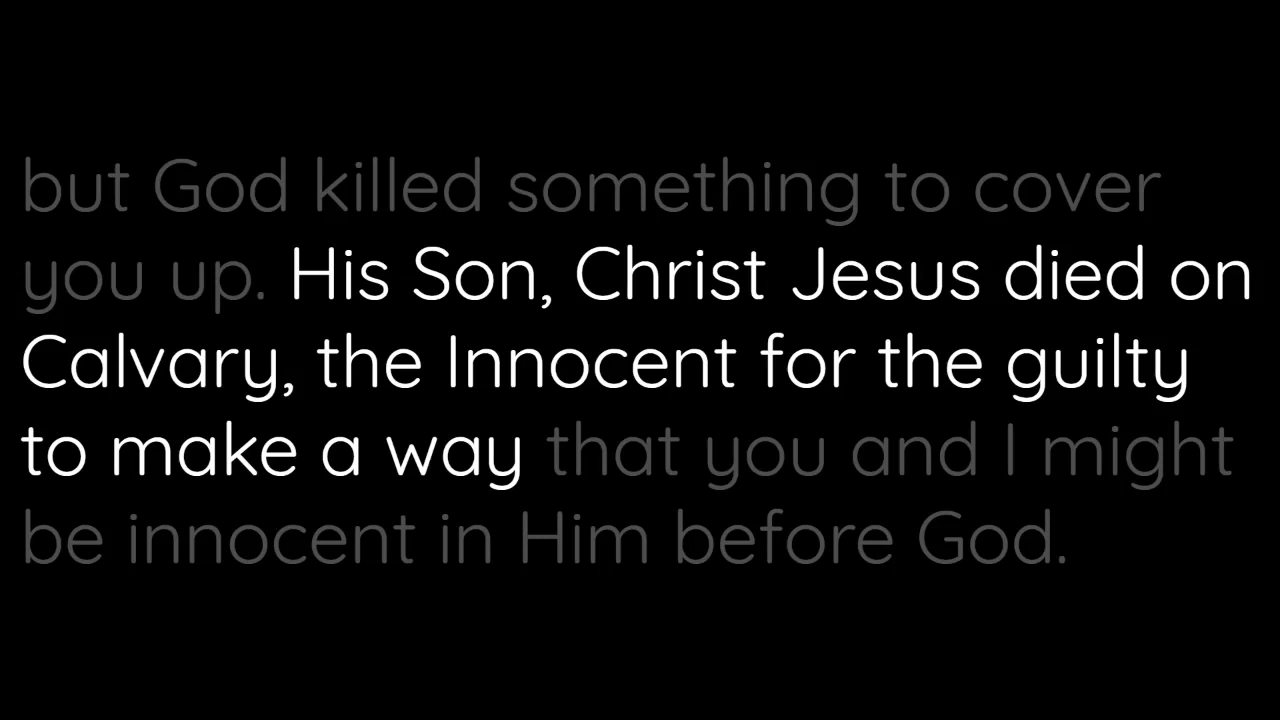 but God killed something to cover
you up. His Son, Christ Jesus died on
Calvary, the Innocent for the guilty
to make a way that you and I might
be innocent in Him before God.